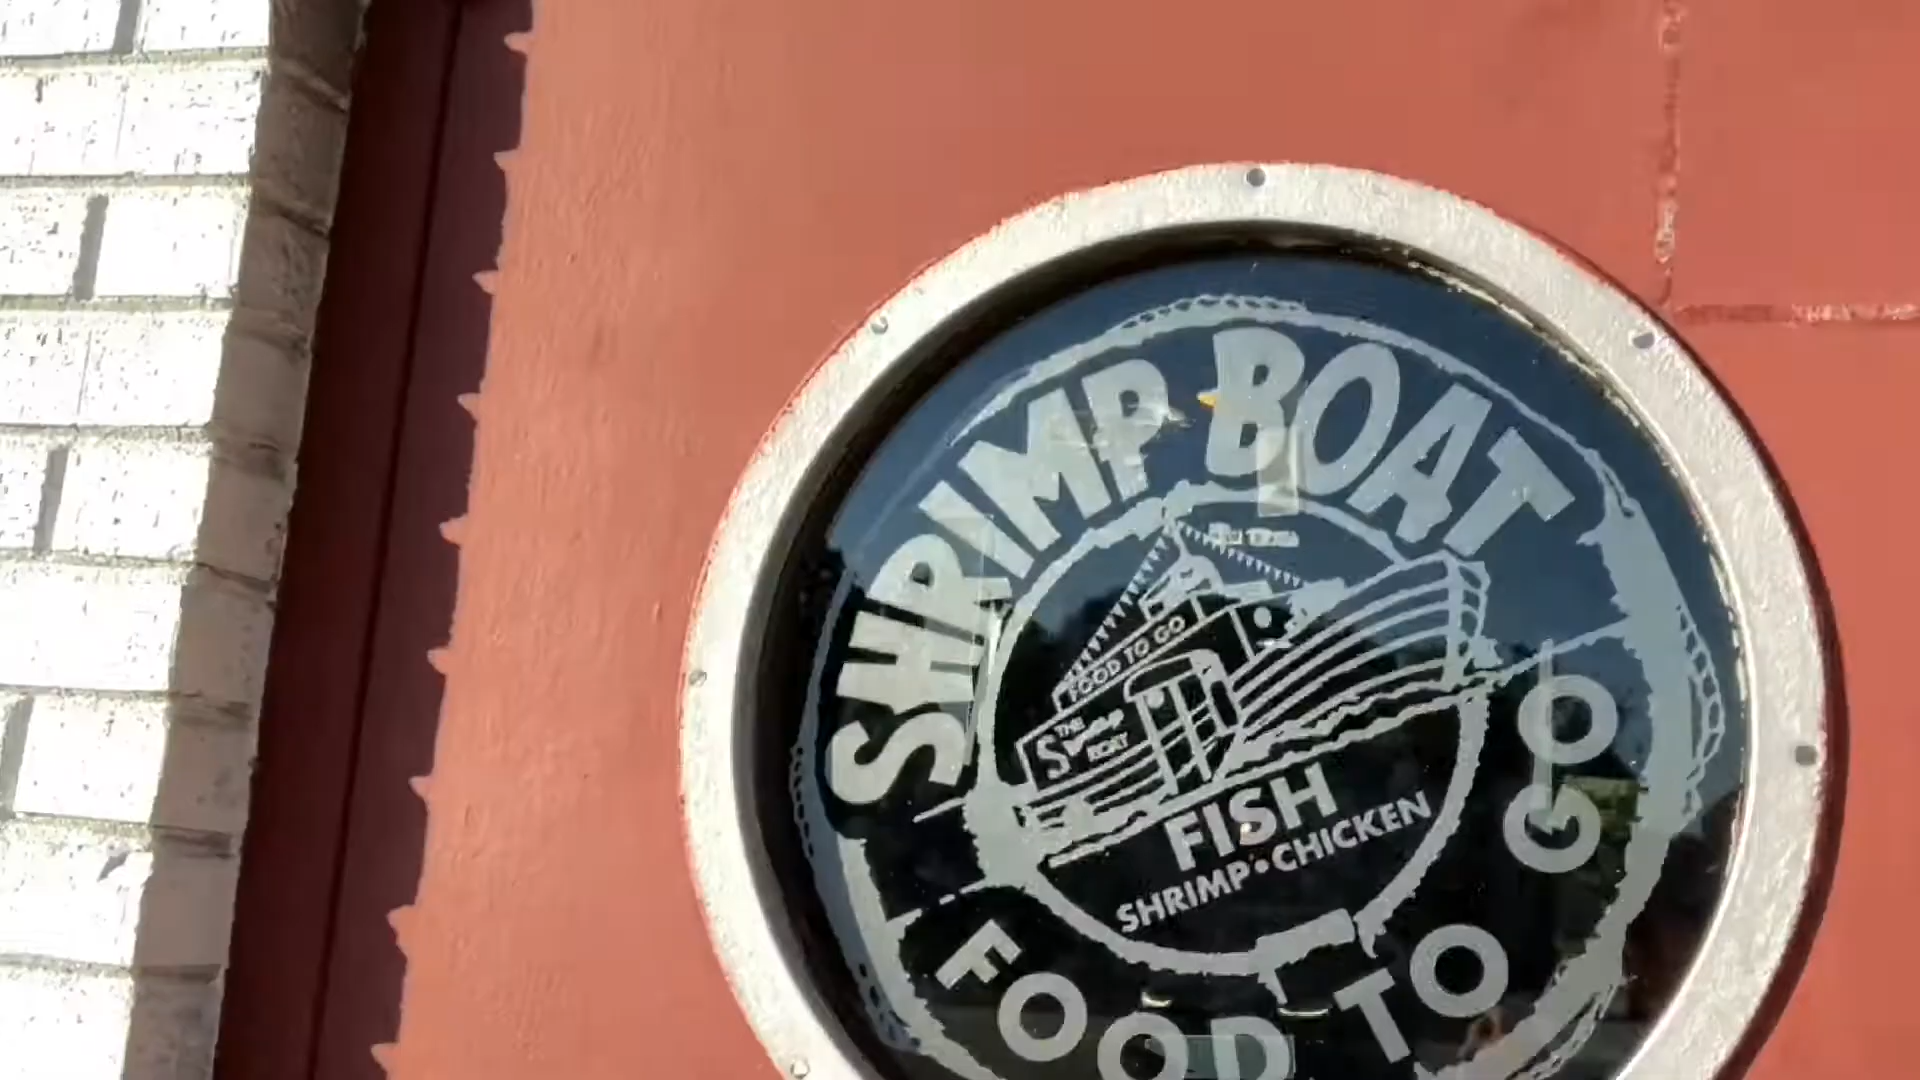 SHRIMP BOAT
FOOD TO GO
THE
SHRIMP
BOAT
FISH
SHRIMP•CHICKEN
FOOD TO GO